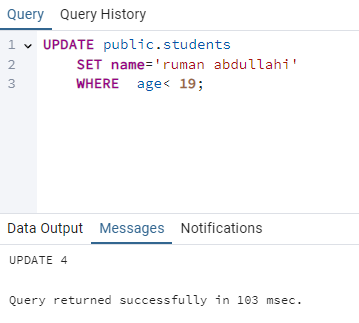 Query Query History
1 UPDATE public.students
2 SET name='ruman abdullahi'
3 WHERE age< 19;
Data Output Messages Notifications
UPDATE 4
Query returned successfully in 103 msec.